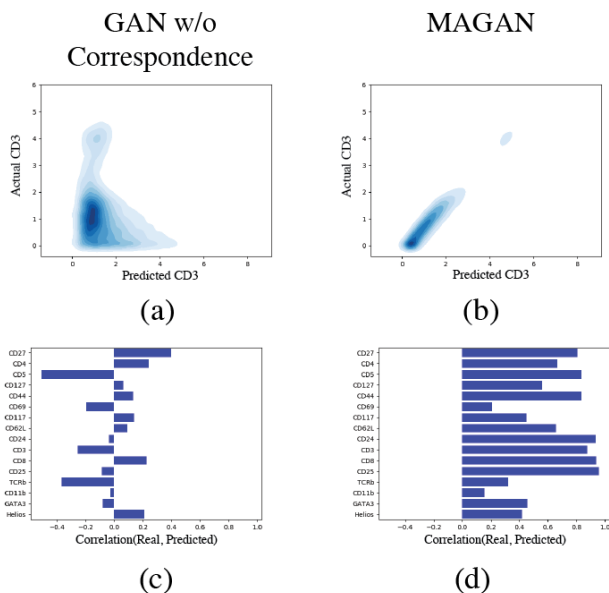 GAN w/o
Correspondence
MAGAN
6
5
4
3
2
1
0
Actual CD3
0
2
4
6
8
Predicted CD3
(a)
6
5
4
3
2
1
0
Actual CD3
0
2
4
6
8
Predicted CD3
(b)
CD27
CD4
CD5
CD127
CD44
CD69
CD117
CD62L
CD24
CD3
CD8
CD25
TCRb
CD11b
GATA3
Helios
−0.4
−0.2
0.0
0.2
0.4
0.6
0.8
1.0
Correlation(Real, Predicted)
(c)
CD27
CD4
CD5
CD127
CD44
CD69
CD117
CD62L
CD24
CD3
CD8
CD25
TCRb
CD11b
GATA3
Helios
−0.4
−0.2
0.0
0.2
0.4
0.6
0.8
1.0
Correlation(Real, Predicted)
(d)